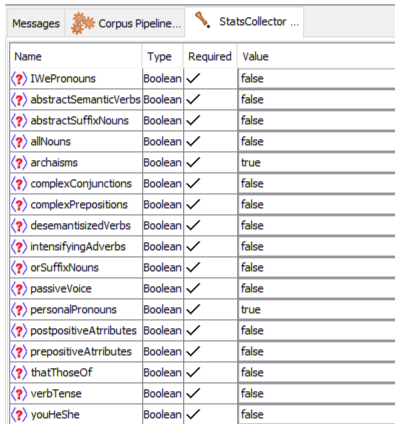 Messages Corpus Pipeline... StatsCollector ...
Name Type Required Value
IWePronouns Boolean ✓ false
abstractSemanticVerbs Boolean ✓ false
abstractSuffixNouns Boolean ✓ false
allNouns Boolean ✓ false
archaisms Boolean ✓ true
complexConjunctions Boolean ✓ false
complexPrepositions Boolean ✓ false
desemantisizedVerbs Boolean ✓ false
intensifyingAdverbs Boolean ✓ false
orSuffixNouns Boolean ✓ false
passiveVoice Boolean ✓ false
personalPronouns Boolean ✓ true
postpositiveAtrributes Boolean ✓ false
prepositiveAtrributes Boolean ✓ false
thatThoseOf Boolean ✓ false
verbTense Boolean ✓ false
youHeShe Boolean ✓ false